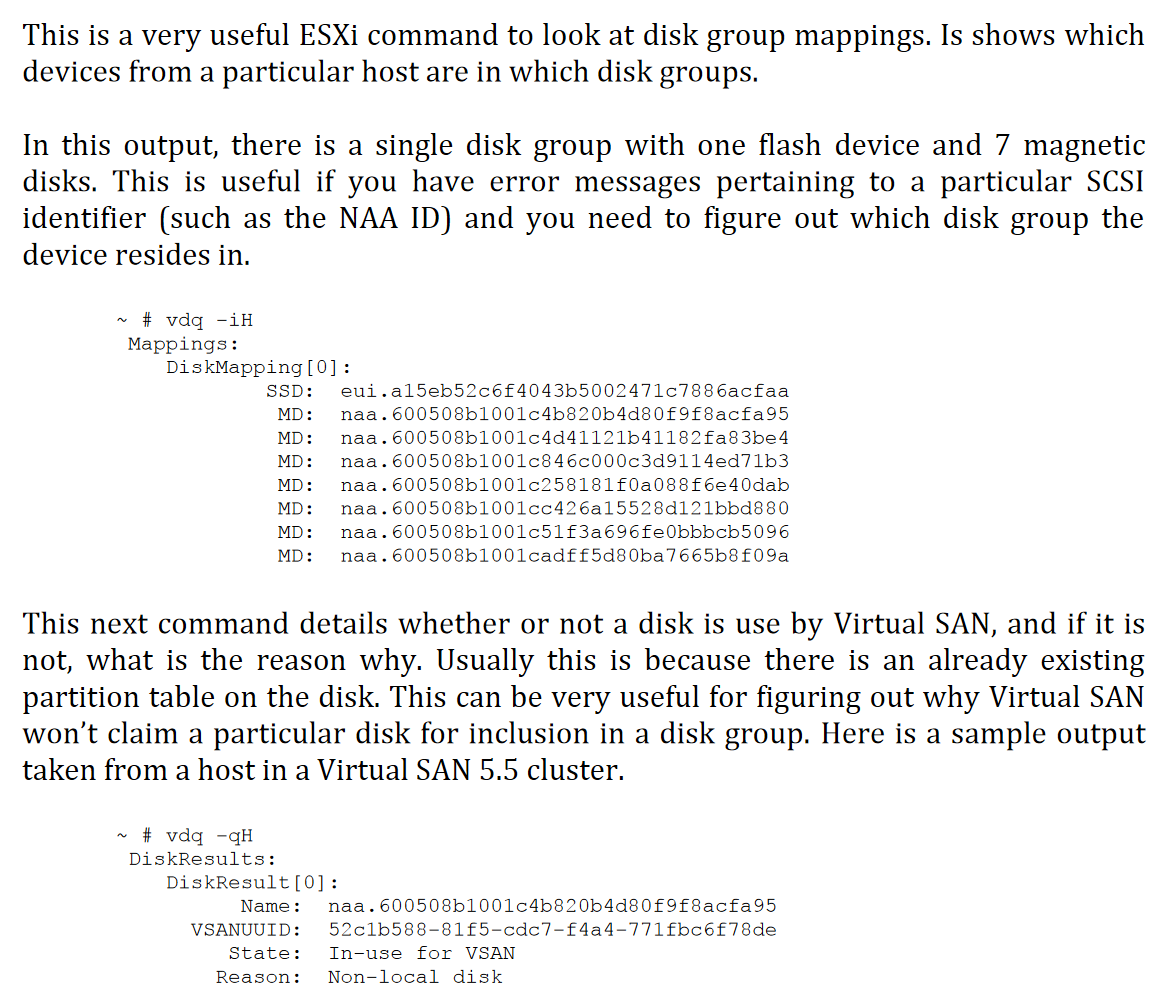 This is a very useful ESXi command to look at disk group mappings. Is shows which
devices from a particular host are in which disk groups.
In this output, there is a single disk group with one flash device and 7 magnetic
disks. This is useful if you have error messages pertaining to a particular SCSI
identifier (such as the NAA ID) and you need to figure out which disk group the
device resides in.
~ # vdq -iH
Mappings:
DiskMapping[0]:
SSD: eui.a15eb52c6f4043b5002471c7886acfaa
MD: naa.600508b1001c4b820b4d80f9f8acfa95
MD: naa.600508b1001c4d41121b41182fa83be4
MD: naa.600508b1001c846c000c3d9114ed71b3
MD: naa.600508b1001c258181f0a088f6e40dab
MD: naa.600508b1001cc426a15528d121bbd880
MD: naa.600508b1001c51f3a696fe0bbbcb5096
MD: naa.600508b1001cadff5d80ba7665b8f09a
This next command details whether or not a disk is use by Virtual SAN, and if it is
not, what is the reason why. Usually this is because there is an already existing
partition table on the disk. This can be very useful for figuring out why Virtual SAN
won’t claim a particular disk for inclusion in a disk group. Here is a sample output
taken from a host in a Virtual SAN 5.5 cluster.
~ # vdq -qH
DiskResults:
DiskResult[0]:
Name: naa.600508b1001c4b820b4d80f9f8acfa95
VSANUUID: 52c1b588-81f5-cdc7-f4a4-771fbc6f78de
State: In-use for VSAN
Reason: Non-local disk